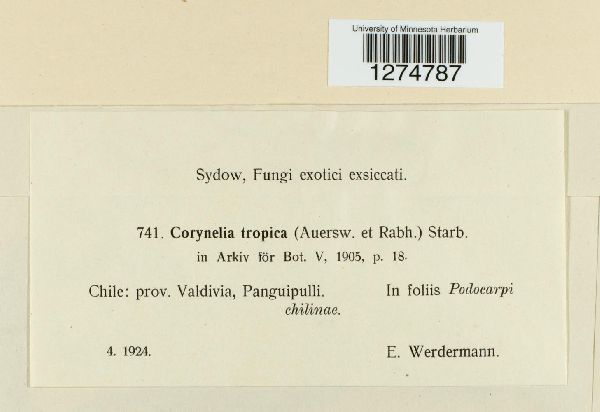 University of Minnesota Herbarium
1274787
Sydow, Fungi exotici exsiccati.
741. Corynelia tropica (Auersw. et Rabh.) Starb.
in Arkiv för Bot. V, 1905, p. 18.
Chile: prov. Valdivia, Panguipulli. In foliis Podocarpi
chilinae.
4. 1924. E. Werdermann.